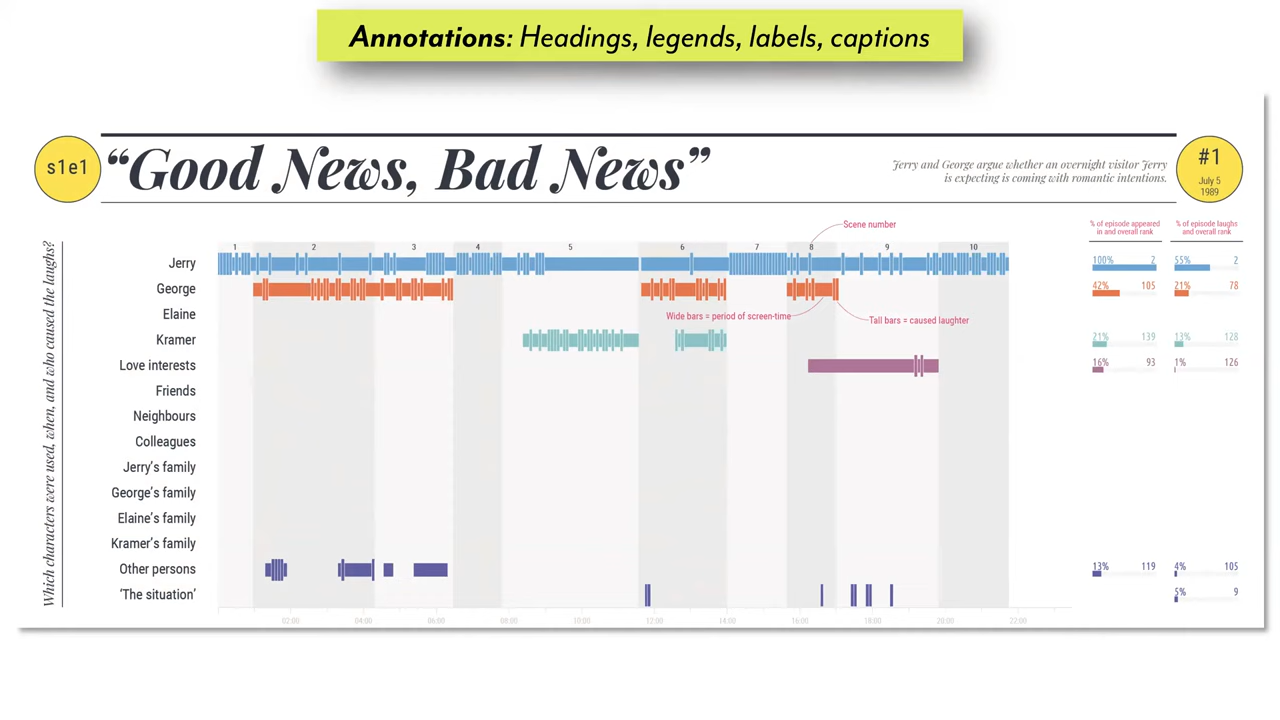 Annotations: Headings, legends, labels, captions
s1e1
“Good News, Bad News”
Jerry and George argue whether an overnight visitor Jerry
is expecting is coming with romantic intentions.
#1
July 5
1989
Which characters were used, when, and who caused the laughs?
Scene number
% of episode appeared
in and overall rank
% of episode laughs
and overall rank
1 2 3 4 5 6 7 8 9 10
Jerry 100% 2 55% 2
George 42% 105 21% 78
Elaine
Wide bars = period of screen-time
Tall bars = caused laughter
Kramer 21% 139 13% 128
Love interests 16% 93 1% 126
Friends
Neighbours
Colleagues
Jerry’s family
George’s family
Elaine’s family
Kramer’s family
Other persons 13% 119 4% 105
‘The situation’ 5% 9
02:00 04:00 06:00 08:00 10:00 12:00 14:00 16:00 18:00 20:00 22:00